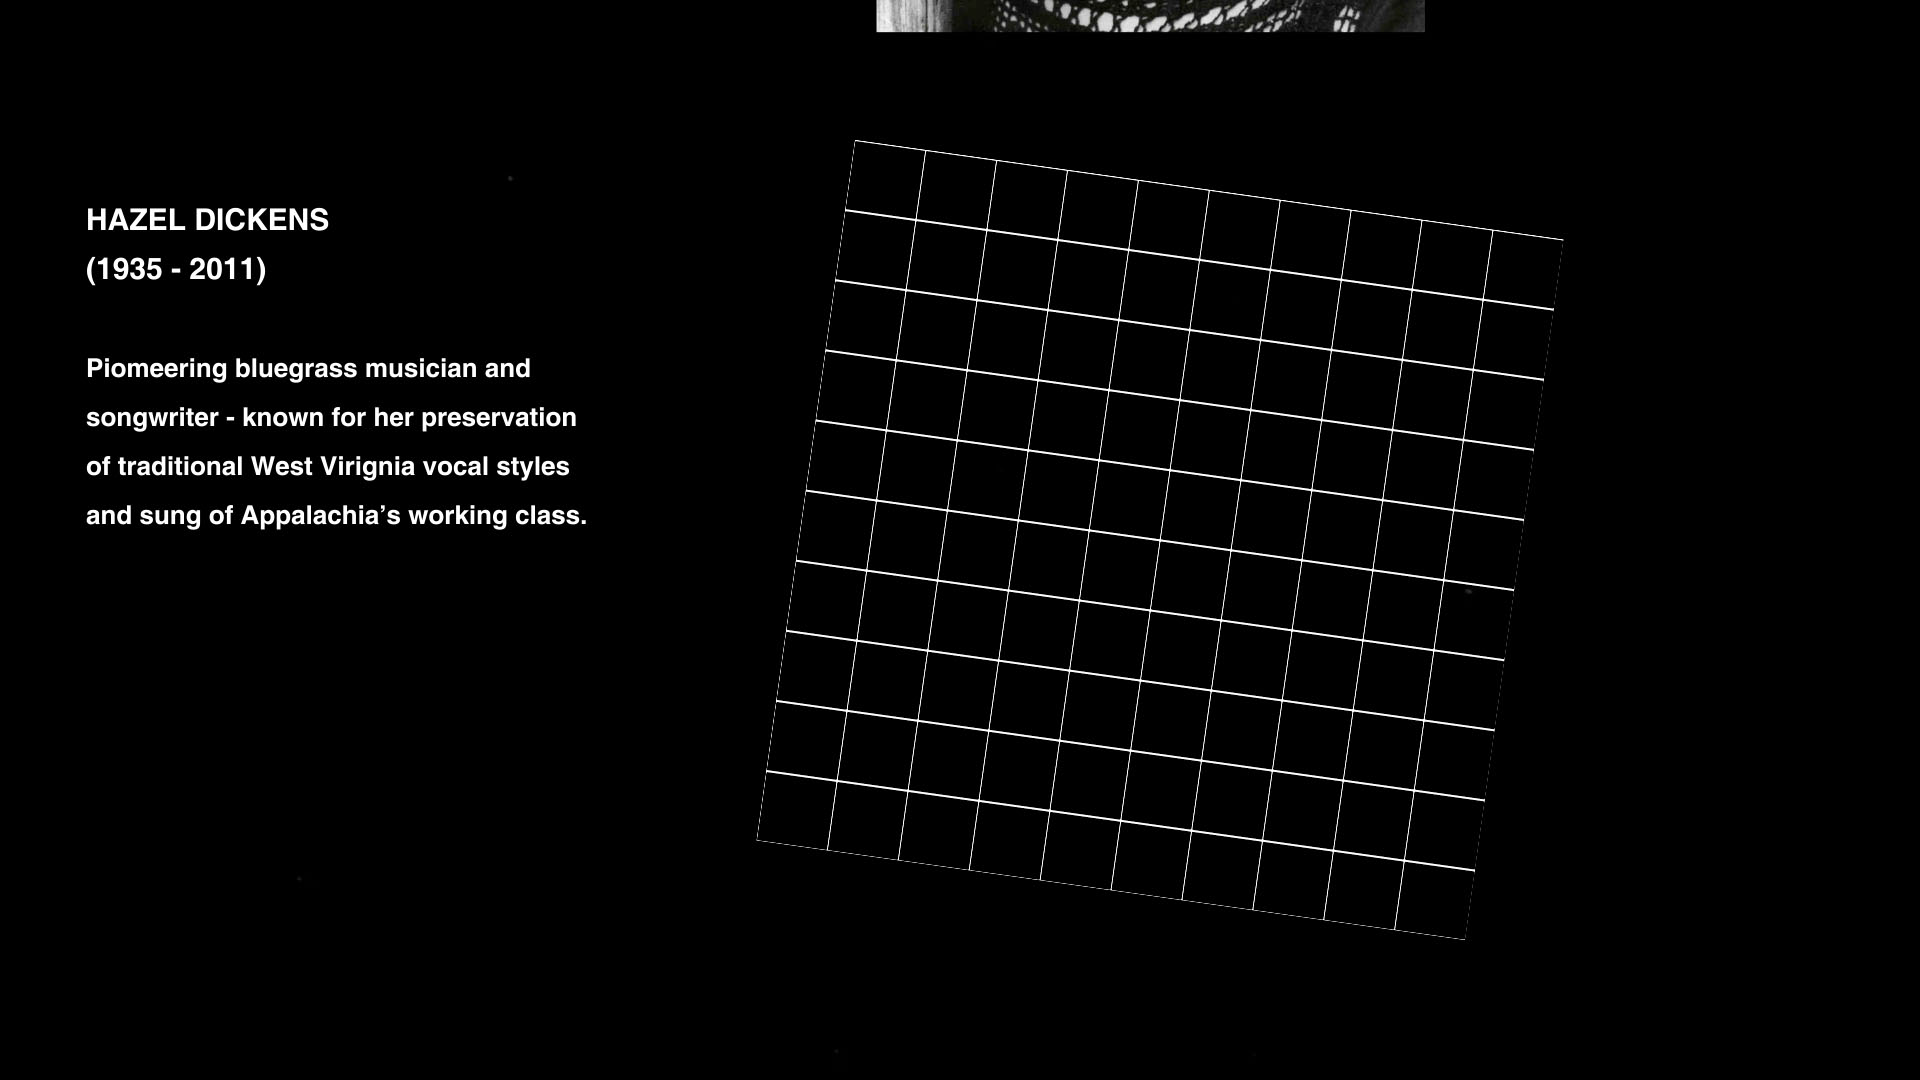 HAZEL DICKENS
(1935 - 2011)
Piomeering bluegrass musician and
songwriter - known for her preservation
of traditional West Virignia vocal styles
and sung of Appalachia’s working class.